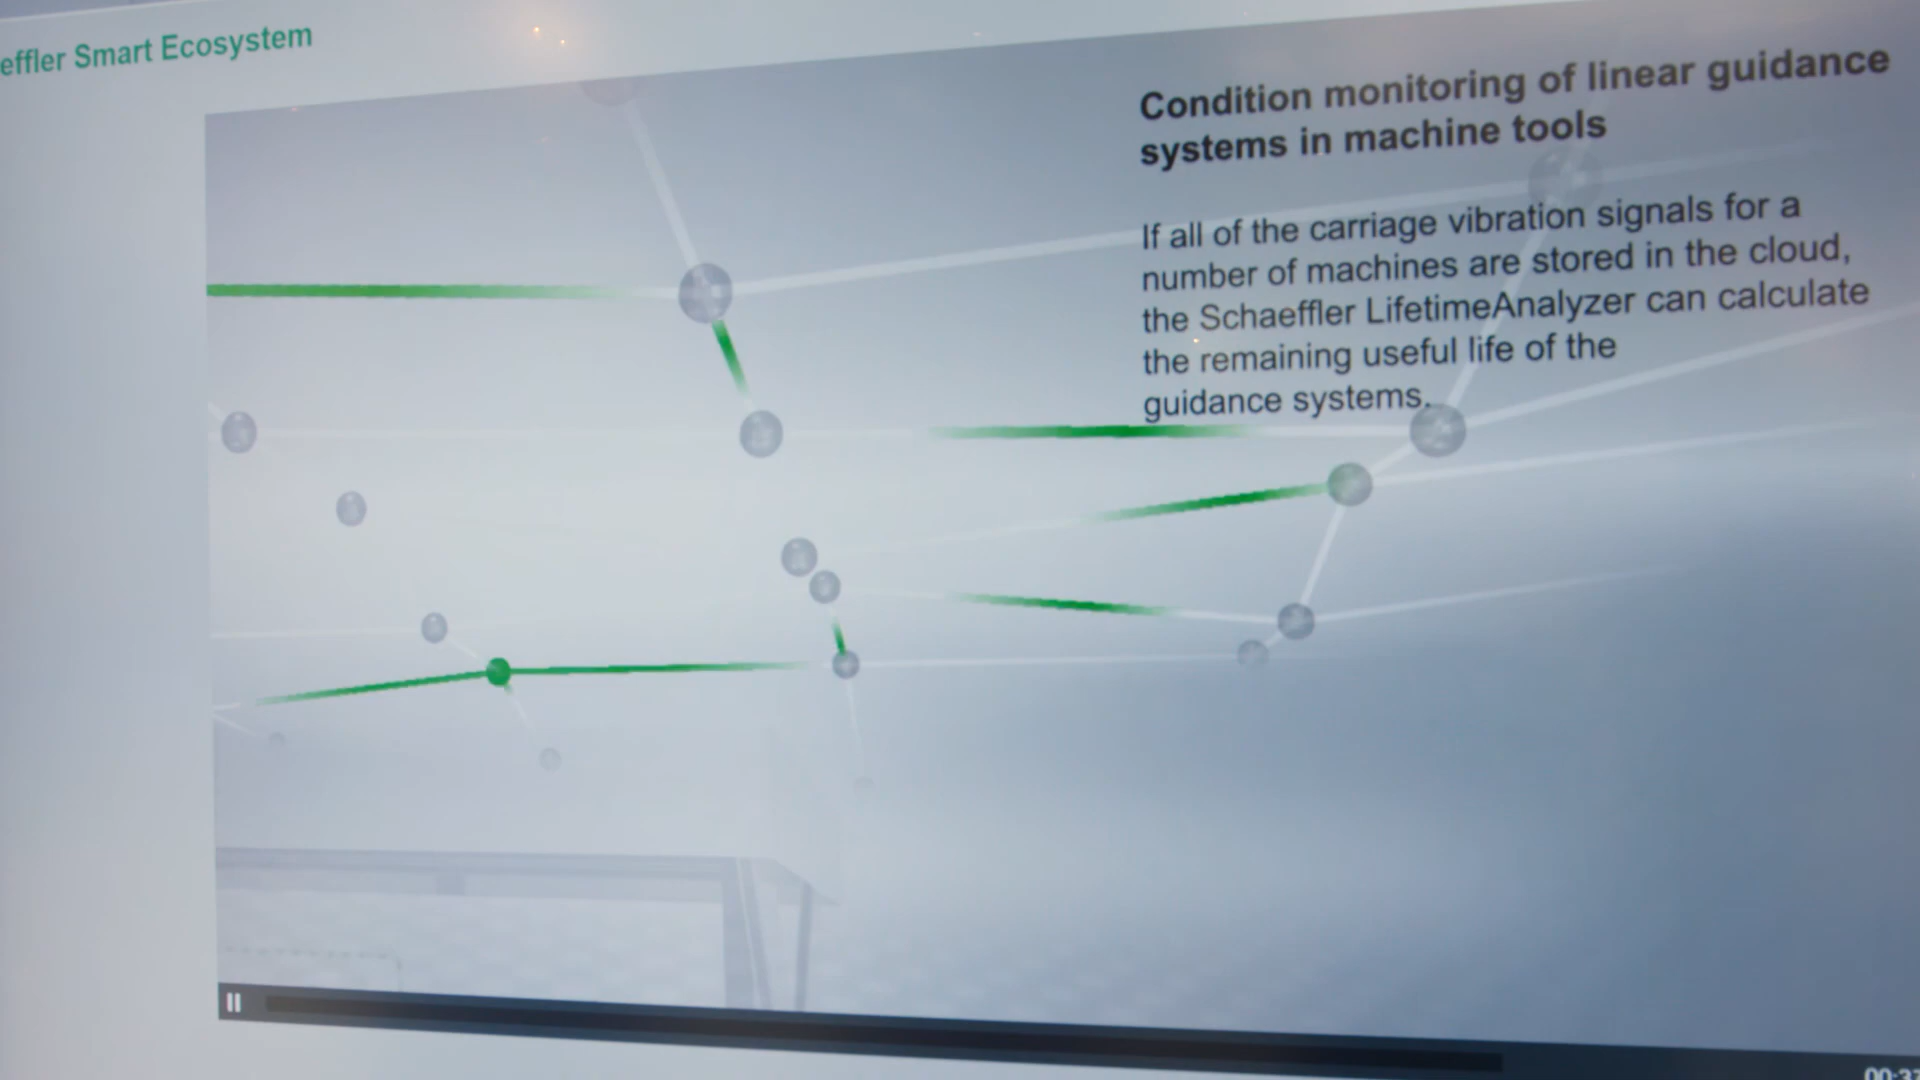 Smart Ecosystem
Condition monitoring of linear guidance
systems in machine tools
If all of the carriage vibration signals for a
number of machines are stored in the cloud,
the Schaeffler LifetimeAnalyzer can calculate
the remaining useful life of the
guidance systems.